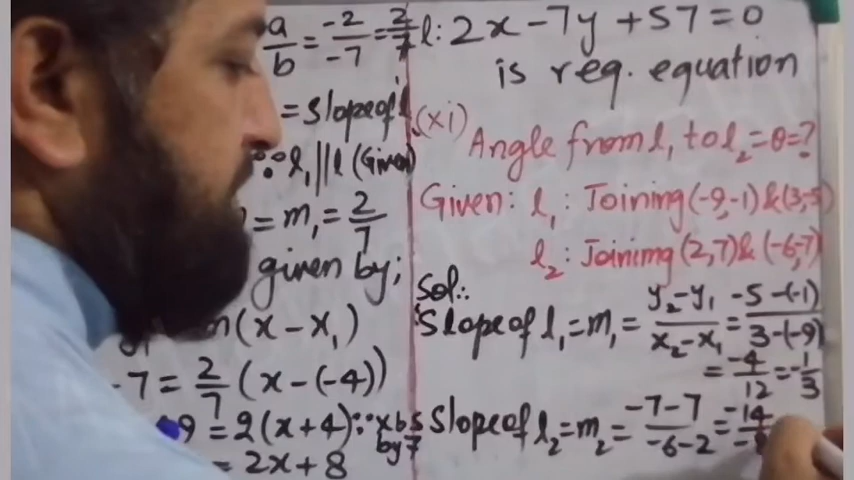 a/b = -2/-7 = 2/7
= Slope of l
∵ l₁ || l (Given)
= m₁ = 2/7
given by;
(x - x₁)
-7 = 2/7 (x - (-4))
9 = 2(x + 4) ∵ x b s
by 7
= 2x + 8
l: 2x - 7y + 57 = 0
is req. equation
(xi) Angle from l₁ to l₂ = θ = ?
Given: l₁: Joining (-9, -1) & (3, -5)
l₂: Joining (2, 7) & (-6, -7)
Sol:
Slope of l₁ = m₁ = y₂ - y₁ / x₂ - x₁ = -5 - (-1) / 3 - (-9)
= -4/12 = -1/3
Slope of l₂ = m₂ = -7 - 7 / -6 - 2 = -14